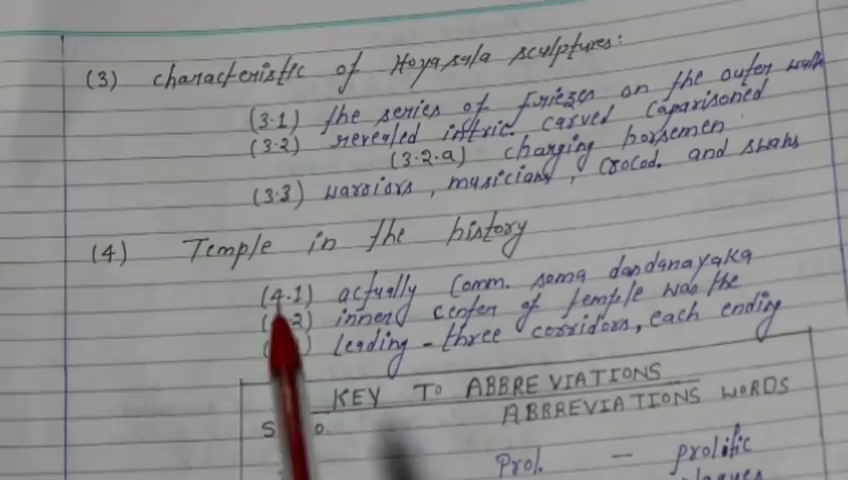 (3) characteristic of Hoyasala sculptures:
(3.1) the series of friezes on the outer walls
(3.2) revealed intric. carved caparisoned
(3.2.a) charging horsemen
(3.3) warriors, musicians, crocod. and swans
(4) Temple in the history
(4.1) actually comm. soma dandanayaka
inner center of temple was the
leading - three corridors, each ending
KEY TO ABBREVIATIONS
ABBREVIATIONS WORDS
Prol. - prolific